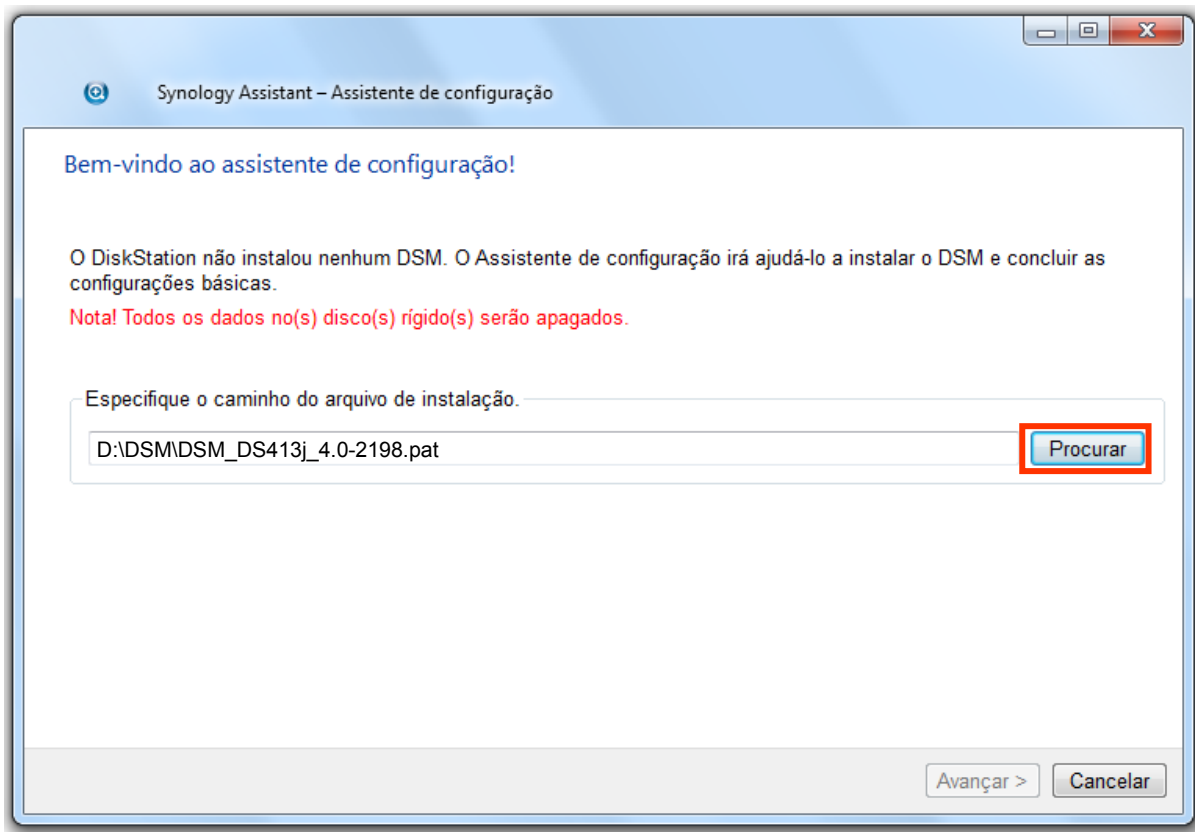 Synology Assistant – Assistente de configuração
Bem-vindo ao assistente de configuração!
O DiskStation não instalou nenhum DSM. O Assistente de configuração irá ajudá-lo a instalar o DSM e concluir as
configurações básicas.
Nota! Todos os dados no(s) disco(s) rígido(s) serão apagados.
Especifique o caminho do arquivo de instalação.
D:\DSM\DSM_DS413j_4.0-2198.pat
Procurar
Avançar >
Cancelar